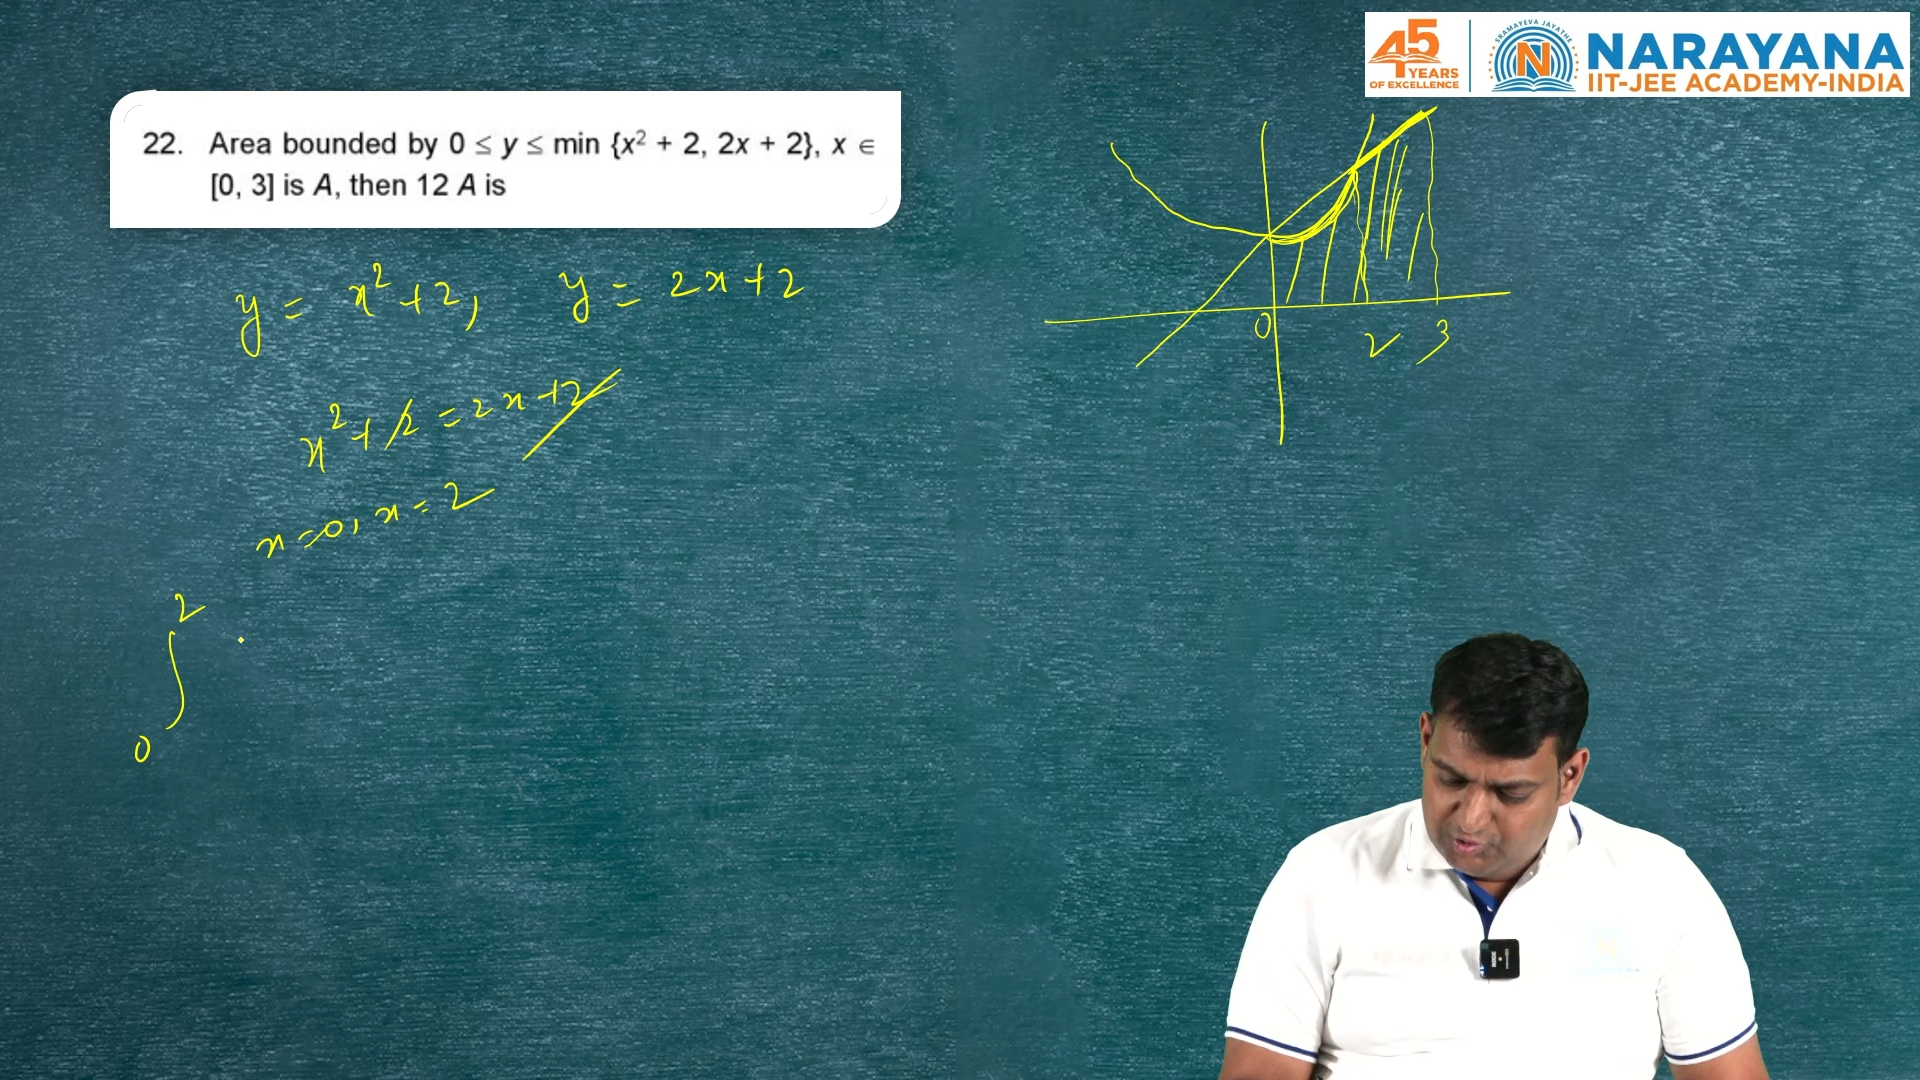 45 YEARS OF EXCELLENCE
SRAMAYEVA JAYATHE
N
NARAYANA
IIT-JEE ACADEMY-INDIA
22. Area bounded by 0 ≤ y ≤ min {x² + 2, 2x + 2}, x ∈
[0, 3] is A, then 12 A is
y = x² + 2, y = 2x + 2
x² + 2 = 2x + 2
x = 0, x = 2
∫
2
0
0 2 3